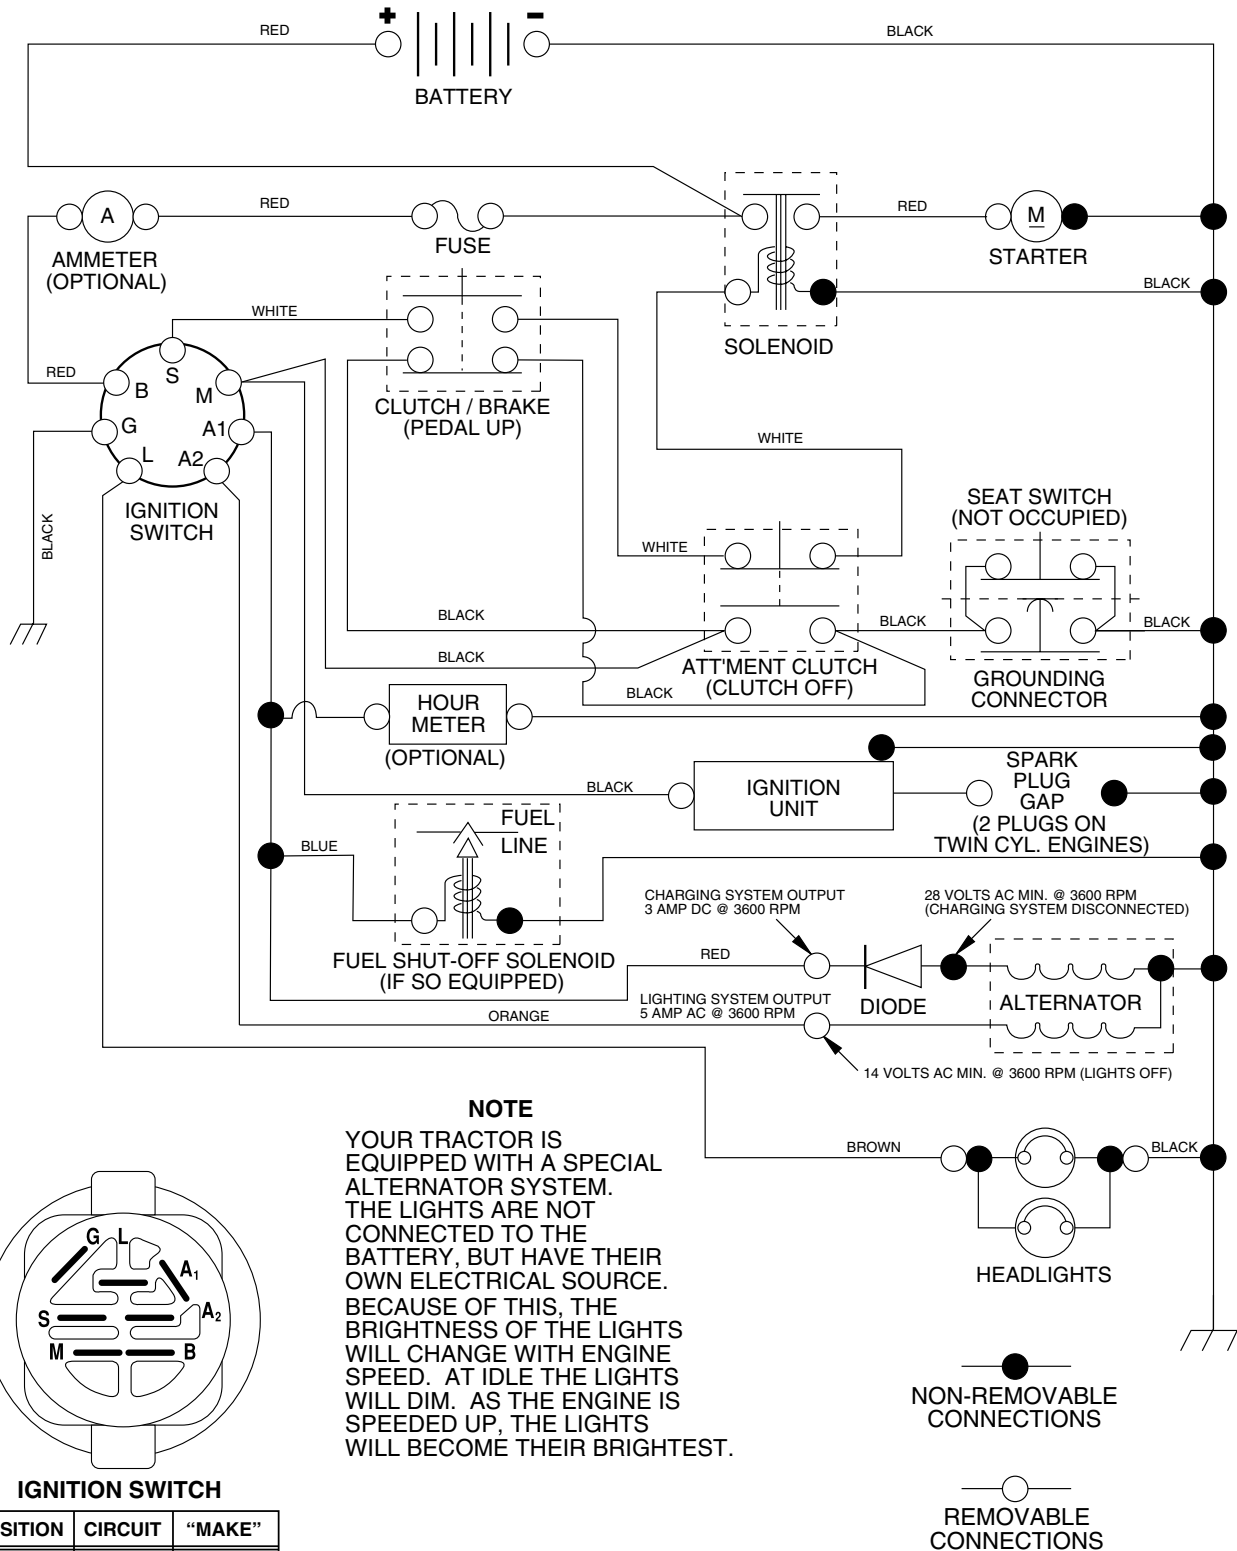 +
−
RED
BLACK
BATTERY
A
RED
RED
M
AMMETER
(OPTIONAL)
FUSE
STARTER
BLACK
WHITE
SOLENOID
RED
S
B
M
CLUTCH / BRAKE
(PEDAL UP)
G
A1
L
A2
WHITE
IGNITION
SWITCH
BLACK
SEAT SWITCH
(NOT OCCUPIED)
WHITE
BLACK
BLACK
BLACK
BLACK
ATT'MENT CLUTCH
(CLUTCH OFF)
BLACK
GROUNDING
CONNECTOR
HOUR
METER
(OPTIONAL)
BLACK
IGNITION
UNIT
SPARK
PLUG
GAP
(2 PLUGS ON
TWIN CYL. ENGINES)
FUEL
LINE
BLUE
CHARGING SYSTEM OUTPUT
3 AMP DC @ 3600 RPM
28 VOLTS AC MIN. @ 3600 RPM
(CHARGING SYSTEM DISCONNECTED)
FUEL SHUT-OFF SOLENOID
(IF SO EQUIPPED)
RED
LIGHTING SYSTEM OUTPUT
5 AMP AC @ 3600 RPM
DIODE
ALTERNATOR
ORANGE
14 VOLTS AC MIN. @ 3600 RPM (LIGHTS OFF)
NOTE
YOUR TRACTOR IS
EQUIPPED WITH A SPECIAL
ALTERNATOR SYSTEM.
THE LIGHTS ARE NOT
CONNECTED TO THE
BATTERY, BUT HAVE THEIR
OWN ELECTRICAL SOURCE.
BECAUSE OF THIS, THE
BRIGHTNESS OF THE LIGHTS
WILL CHANGE WITH ENGINE
SPEED. AT IDLE THE LIGHTS
WILL DIM. AS THE ENGINE IS
SPEEDED UP, THE LIGHTS
WILL BECOME THEIR BRIGHTEST.
BROWN
BLACK
HEADLIGHTS
G
L
A1
S
A2
M
B
IGNITION SWITCH
SITION
CIRCUIT
“MAKE”
NON-REMOVABLE
CONNECTIONS
REMOVABLE
CONNECTIONS